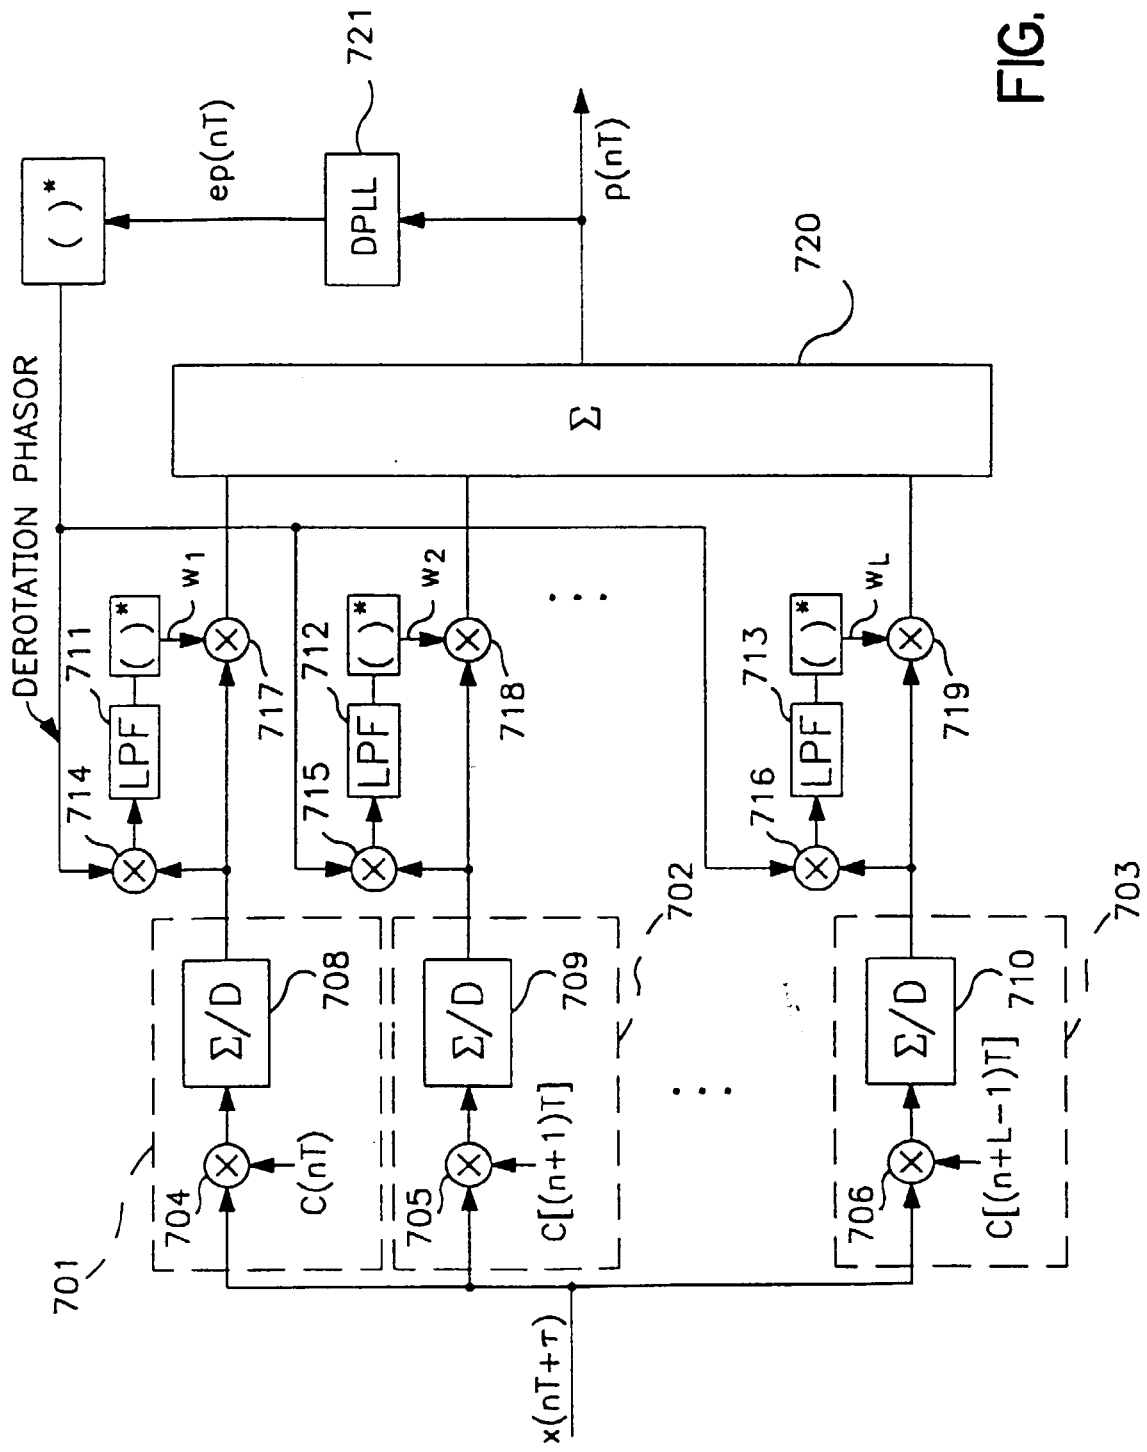 DEROTATION PHASOR
( )*
ep(nT)
721
DPLL
p(nT)
720
Σ
714
711
LPF
( )*
w1
717
715
712
LPF
( )*
w2
718
...
716
713
LPF
( )*
wL
719
701
704
C(nT)
Σ/D
708
705
C[(n+1)T]
Σ/D
709
702
...
706
C[(n+L-1)T]
Σ/D
710
703
x(nT+τ)
FIG.